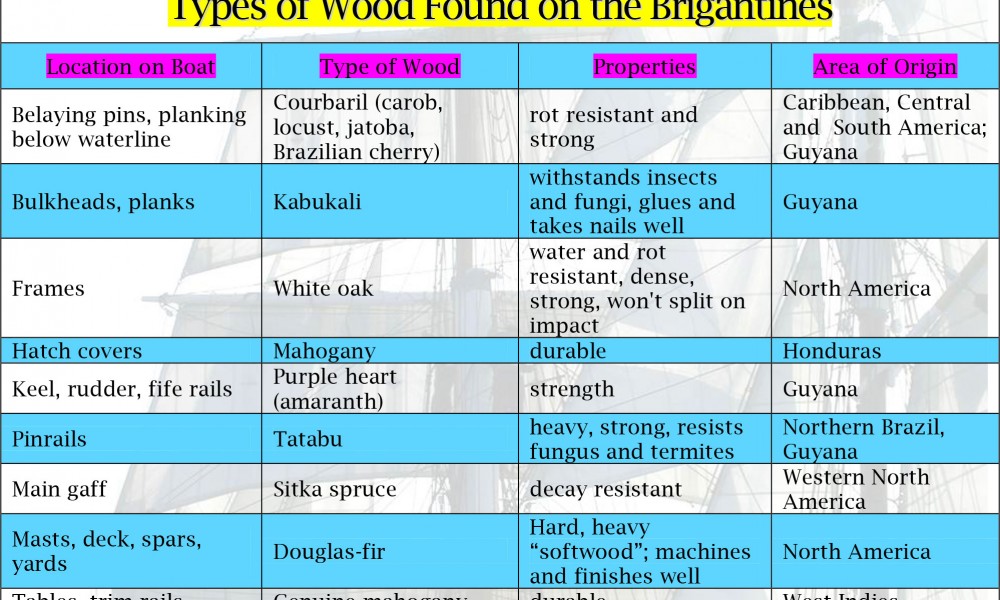 Types of Wood Found on the Brigantines
Location on Boat
Type of Wood
Properties
Area of Origin
Belaying pins, planking
below waterline
Courbaril (carob,
locust, jatoba,
Brazilian cherry)
rot resistant and
strong
Caribbean, Central
and South America;
Guyana
Bulkheads, planks
Kabukali
withstands insects
and fungi, glues and
takes nails well
Guyana
Frames
White oak
water and rot
resistant, dense,
strong, won't split on
impact
North America
Hatch covers
Mahogany
durable
Honduras
Keel, rudder, fife rails
Purple heart
(amaranth)
strength
Guyana
Pinrails
Tatabu
heavy, strong, resists
fungus and termites
Northern Brazil,
Guyana
Main gaff
Sitka spruce
decay resistant
Western North
America
Masts, deck, spars,
yards
Douglas-fir
Hard, heavy
“softwood”; machines
and finishes well
North America
Tables, trim rails
Genuine mahogany
durable
West Indies